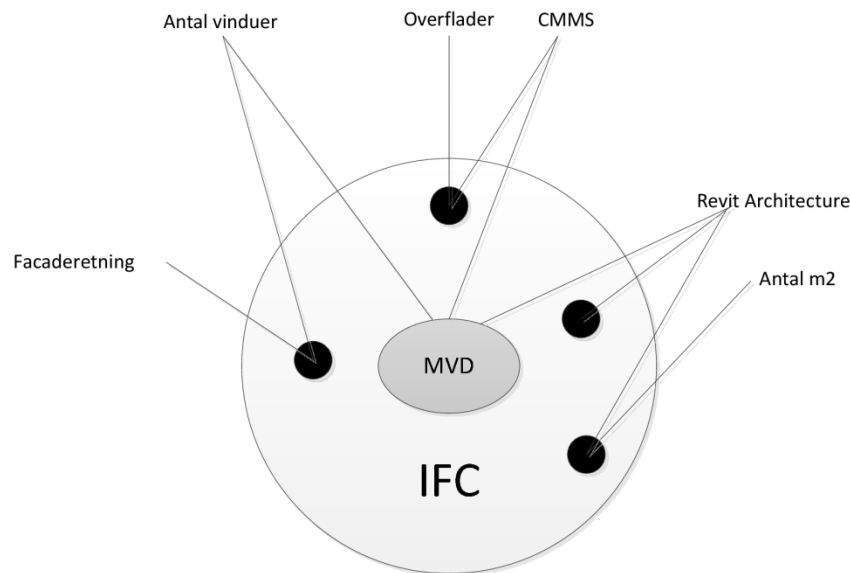 Antal vinduer
Overflader
CMMS
Revit Architecture
Facaderetning
Antal m2
MVD
IFC